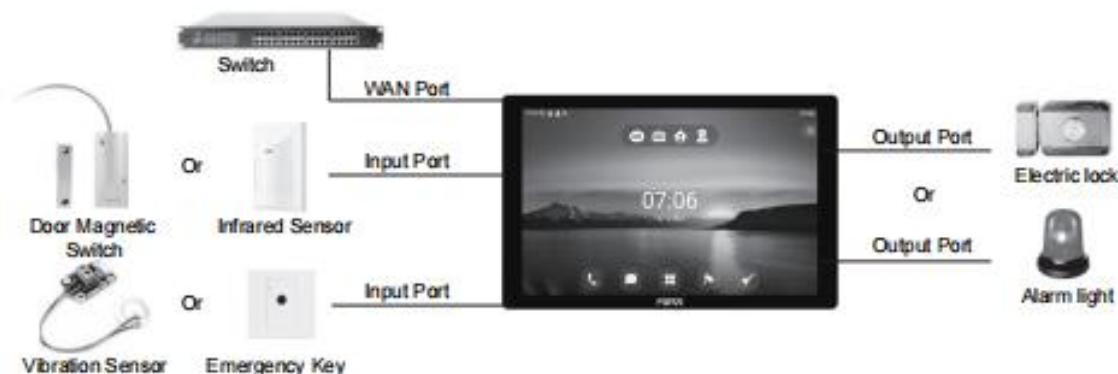 Switch
WAN Port
Output Port
Or
Input Port
Electric lock
07:06
Or
Door Magnetic
Switch
Infrared Sensor
Output Port
Or
Input Port
Alarm light
Vibration Sensor
Emergency Key